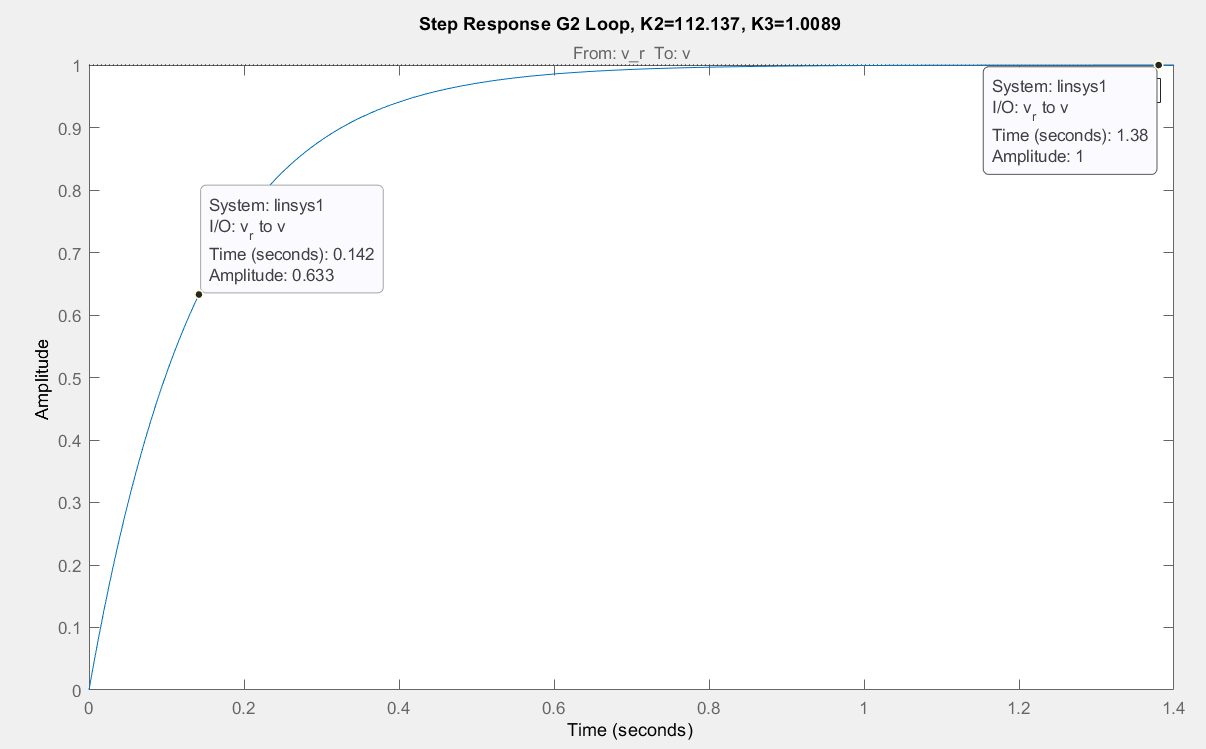 Step Response G2 Loop, K2=112.137, K3=1.0089
From: v_r To: v
Amplitude
1
0.9
0.8
0.7
0.6
0.5
0.4
0.3
0.2
0.1
0
System: linsys1
I/O: v_r to v
Time (seconds): 0.142
Amplitude: 0.633
System: linsys1
I/O: v_r to v
Time (seconds): 1.38
Amplitude: 1
0 0.2 0.4 0.6 0.8 1 1.2 1.4
Time (seconds)